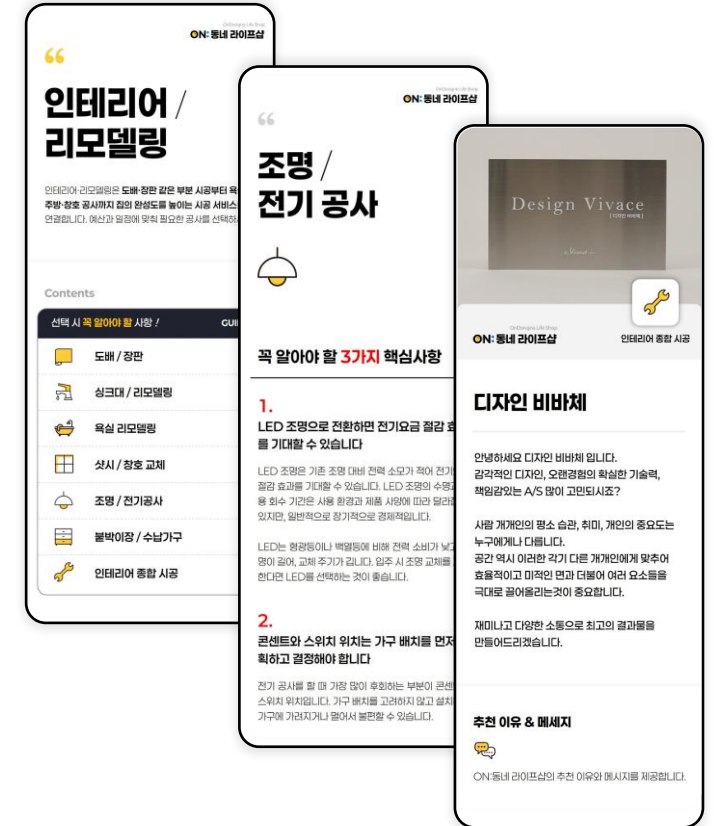 OnDongne Life Shop
ON: 동네 라이프샵
인테리어 /
리모델링
인테리어·리모델링은 도배·장판 같은 부분 시공부터 욕
주방·창호 공사까지 집의 완성도를 높이는 시공 서비스
연결합니다. 예산과 일정에 맞춰 필요한 공사를 선택하
Contents
선택 시 꼭 알아야 할 사항 / GUI
도배 / 장판
싱크대 / 리모델링
욕실 리모델링
샷시 / 창호 교체
조명 / 전기공사
붙박이장 / 수납가구
인테리어 종합 시공
OnDongne Life Shop
ON: 동네 라이프샵
조명 /
전기 공사
꼭 알아야 할 3가지 핵심사항
1.
LED 조명으로 전환하면 전기요금 절감 효
를 기대할 수 있습니다
LED 조명은 기존 조명 대비 전력 소모가 적어 전기
절감 효과를 기대할 수 있습니다. LED 조명의 수명과
용 회수 기간은 사용 환경과 제품 사양에 따라 달라질
있지만, 일반적으로 장기적으로 경제적입니다.
LED는 형광등이나 백열등에 비해 전력 소비가 낮고
명이 길어, 교체 주기가 깁니다. 입주 시 조명 교체를
한다면 LED를 선택하는 것이 좋습니다.
2.
콘센트와 스위치 위치는 가구 배치를 먼저
획하고 결정해야 합니다
전기 공사를 할 때 가장 많이 후회하는 부분이 콘센
스위치 위치입니다. 가구 배치를 고려하지 않고 설치
가구에 가려지거나 멀어서 불편할 수 있습니다.
Design Vivace
[디자인 비바체]
OnDongne Life Shop
ON: 동네 라이프샵
인테리어 종합 시공
디자인 비바체
안녕하세요 디자인 비바체 입니다.
감각적인 디자인, 오랜경험의 확실한 기술력,
책임감있는 A/S 많이 고민되시죠?
사람 개개인의 평소 습관, 취미, 개인의 중요도는
누구에게나 다릅니다.
공간 역시 이러한 각기 다른 개개인에게 맞추어
효율적이고 미적인 면과 더불어 여러 요소들을
극대로 끌어올리는것이 중요합니다.
재미나고 다양한 소통으로 최고의 결과물을
만들어드리겠습니다.
추천 이유 & 메세지
ON:동네 라이프샵의 추천 이유와 메시지를 제공합니다.